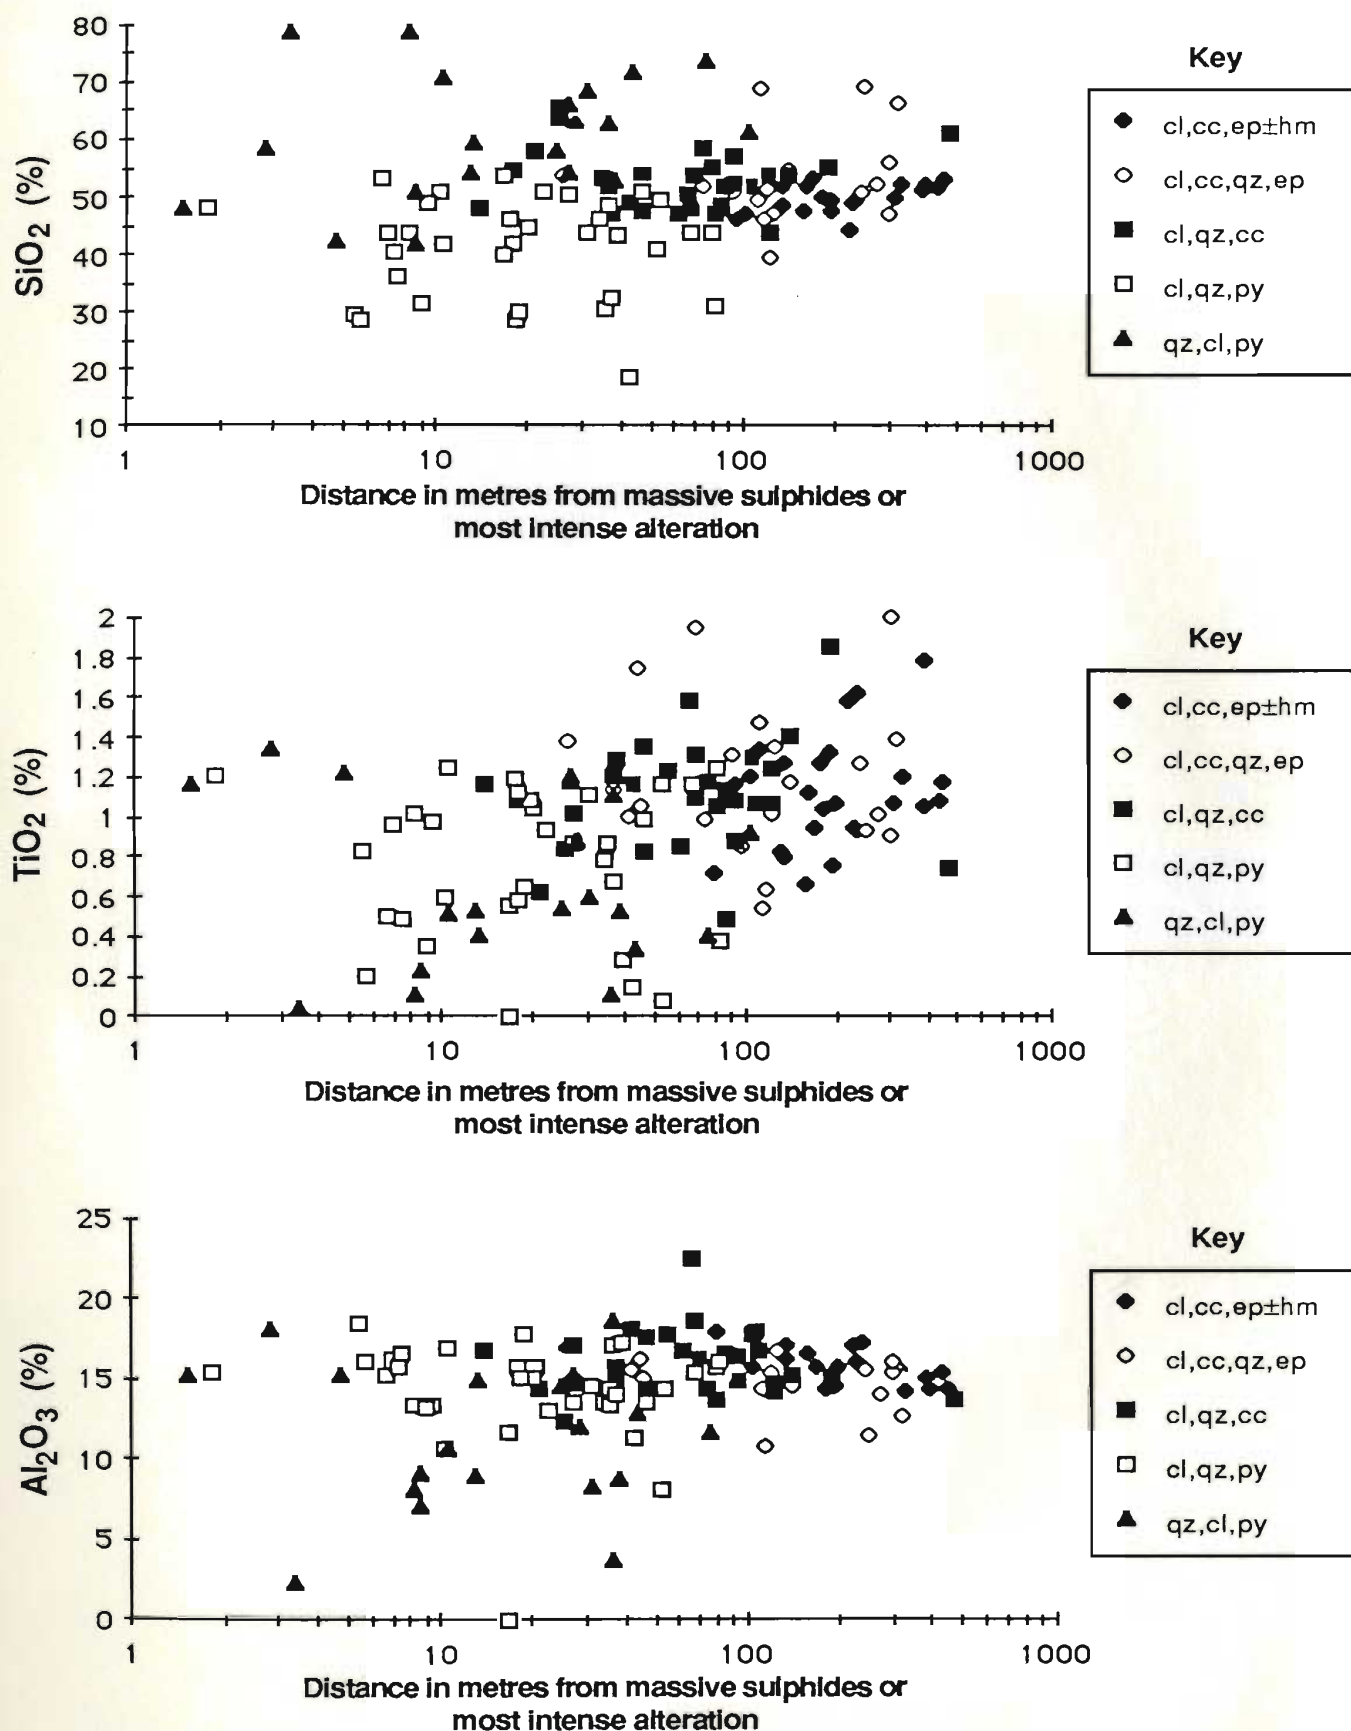 80
70
60
50
40
30
20
10
SiO2 (%)
1 10 100 1000
Distance in metres from massive sulphides or
most intense alteration
Key
cl,cc,ep±hm
cl,cc,qz,ep
cl,qz,cc
cl,qz,py
qz,cl,py
2
1.8
1.6
1.4
1.2
1
0.8
0.6
0.4
0.2
0
TiO2 (%)
1 10 100 1000
Distance in metres from massive sulphides or
most intense alteration
Key
cl,cc,ep±hm
cl,cc,qz,ep
cl,qz,cc
cl,qz,py
qz,cl,py
25
20
15
10
5
0
Al2O3 (%)
1 10 100 1000
Distance in metres from massive sulphides or
most intense alteration
Key
cl,cc,ep±hm
cl,cc,qz,ep
cl,qz,cc
cl,qz,py
qz,cl,py